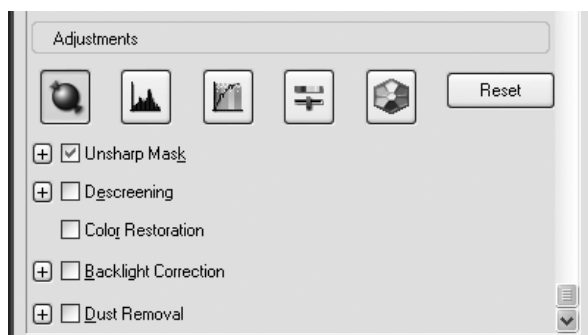 Adjustments
Reset
Unsharp Mask
Descreening
Color Restoration
Backlight Correction
Dust Removal